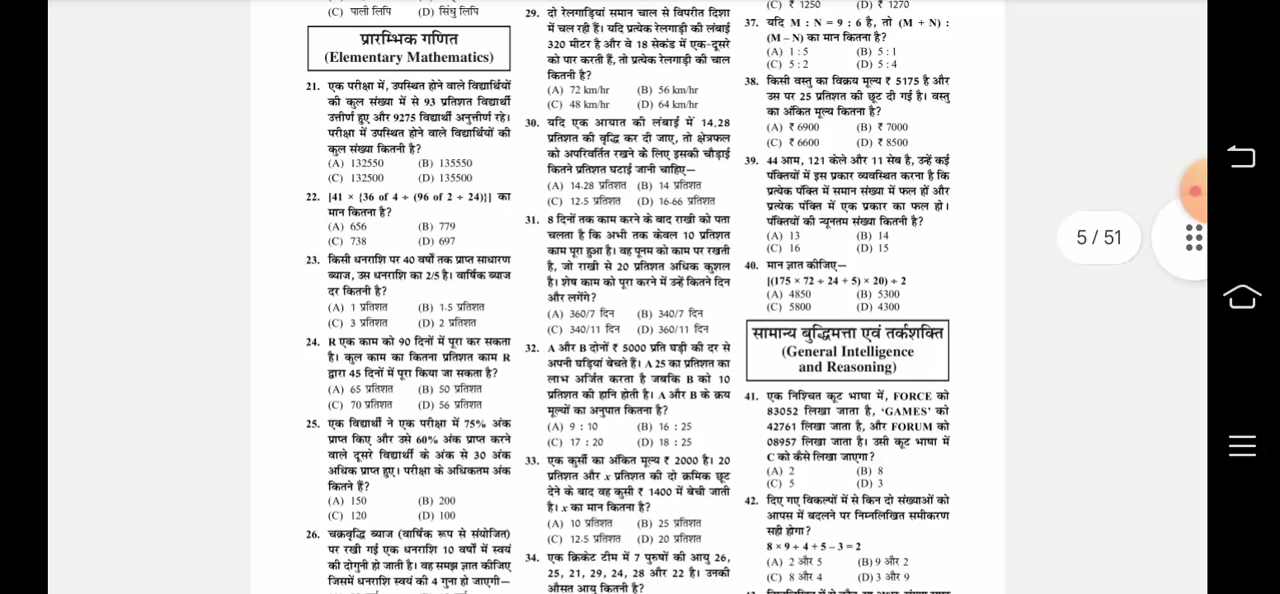 (C) पाली लिपि (D) सिंधु लिपि
प्रारम्भिक गणित
(Elementary Mathematics)
21. एक परीक्षा में, उपस्थित होने वाले विद्यार्थियों
की कुल संख्या में से 93 प्रतिशत विद्यार्थी
उत्तीर्ण हुए और 9275 विद्यार्थी अनुत्तीर्ण रहे।
परीक्षा में उपस्थित होने वाले विद्यार्थियों की
कुल संख्या कितनी है?
(A) 132550 (B) 135550
(C) 132500 (D) 135500
22. [41 × {36 of 4 ÷ (96 of 2 ÷ 24)}] का
मान कितना है?
(A) 656 (B) 779
(C) 738 (D) 697
23. किसी धनराशि पर 40 वर्षों तक प्राप्त साधारण
ब्याज, उस धनराशि का 2/5 है। वार्षिक ब्याज
दर कितनी है?
(A) 1 प्रतिशत (B) 1·5 प्रतिशत
(C) 3 प्रतिशत (D) 2 प्रतिशत
24. R एक काम को 90 दिनों में पूरा कर सकता
है। कुल काम का कितना प्रतिशत काम R
द्वारा 45 दिनों में पूरा किया जा सकता है?
(A) 65 प्रतिशत (B) 50 प्रतिशत
(C) 70 प्रतिशत (D) 56 प्रतिशत
25. एक विद्यार्थी ने एक परीक्षा में 75% अंक
प्राप्त किए और उसे 60% अंक प्राप्त करने
वाले दूसरे विद्यार्थी के अंक से 30 अंक
अधिक प्राप्त हुए। परीक्षा के अधिकतम अंक
कितने हैं?
(A) 150 (B) 200
(C) 120 (D) 100
26. चक्रवृद्धि ब्याज (वार्षिक रूप से संयोजित)
पर रखी गई एक धनराशि 10 वर्षों में स्वयं
की दोगुनी हो जाती है। वह समझ ज्ञात कीजिए
जिसमें धनराशि स्वयं की 4 गुना हो जाएगी—
29. दो रेलगाड़ियां समान चाल से विपरीत दिशा
में चल रही हैं। यदि प्रत्येक रेलगाड़ी की लंबाई
320 मीटर है और वे 18 सेकंड में एक-दूसरे
को पार करती हैं, तो प्रत्येक रेलगाड़ी की चाल
कितनी है?
(A) 72 km/hr (B) 56 km/hr
(C) 48 km/hr (D) 64 km/hr
30. यदि एक आयात की लंबाई में 14.28
प्रतिशत की वृद्धि कर दी जाए, तो क्षेत्रफल
को अपरिवर्तित रखने के लिए इसकी चौड़ाई
कितने प्रतिशत घटाई जानी चाहिए—
(A) 14·28 प्रतिशत (B) 14 प्रतिशत
(C) 12·5 प्रतिशत (D) 16·66 प्रतिशत
31. 8 दिनों तक काम करने के बाद राखी को पता
चलता है कि अभी तक केवल 10 प्रतिशत
काम पूरा हुआ है। वह पूनम को काम पर रखती
है, जो राखी से 20 प्रतिशत अधिक कुशल
है। शेष काम को पूरा करने में उन्हें कितने दिन
और लगेंगे?
(A) 360/7 दिन (B) 340/7 दिन
(C) 340/11 दिन (D) 360/11 दिन
32. A और B दोनों ₹ 5000 प्रति घड़ी की दर से
अपनी घड़ियां बेचते हैं। A 25 का प्रतिशत का
लाभ अर्जित करता है जबकि B को 10
प्रतिशत की हानि होती है। A और B के क्रय
मूल्यों का अनुपात कितना है?
(A) 9 : 10 (B) 16 : 25
(C) 17 : 20 (D) 18 : 25
33. एक कुर्सी का अंकित मूल्य ₹ 2000 है। 20
प्रतिशत और x प्रतिशत की दो क्रमिक छूट
देने के बाद वह कुर्सी ₹ 1400 में बेची जाती
है। x का मान कितना है?
(A) 10 प्रतिशत (B) 25 प्रतिशत
(C) 12·5 प्रतिशत (D) 20 प्रतिशत
34. एक क्रिकेट टीम में 7 पुरुषों की आयु 26,
25, 21, 29, 24, 28 और 22 है। उनकी
औसत आयु कितनी है?
(C) ₹ 1250 (D) ₹ 1270
37. यदि M : N = 9 : 6 है, तो (M + N) :
(M – N) का मान कितना है?
(A) 1 : 5 (B) 5 : 1
(C) 5 : 2 (D) 5 : 4
38. किसी वस्तु का विक्रय मूल्य ₹ 5175 है और
उस पर 25 प्रतिशत की छूट दी गई है। वस्तु
का अंकित मूल्य कितना है?
(A) ₹ 6900 (B) ₹ 7000
(C) ₹ 6600 (D) ₹ 8500
39. 44 आम, 121 केले और 11 सेब है, उन्हें कई
पंक्तियों में इस प्रकार व्यवस्थित करना है कि
प्रत्येक पंक्ति में समान संख्या में फल हों और
प्रत्येक पंक्ति में एक प्रकार का फल हो।
पंक्तियों की न्यूनतम संख्या कितनी है?
(A) 13 (B) 14
(C) 16 (D) 15
40. मान ज्ञात कीजिए—
[(175 × 72 ÷ 24 + 5) × 20) ÷ 2
(A) 4850 (B) 5300
(C) 5800 (D) 4300
सामान्य बुद्धिमत्ता एवं तर्कशक्ति
(General Intelligence
and Reasoning)
41. एक निश्चित कूट भाषा में, FORCE को
83052 लिखा जाता है, 'GAMES' को
42761 लिखा जाता है, और FORUM को
08957 लिखा जाता है। उसी कूट भाषा में
C को कैसे लिखा जाएगा?
(A) 2 (B) 8
(C) 5 (D) 3
42. दिए गए विकल्पों में से किन दो संख्याओं को
आपस में बदलने पर निम्नलिखित समीकरण
सही होगा?
8 × 9 ÷ 4 + 5 – 3 = 2
(A) 2 और 5 (B) 9 और 2
(C) 8 और 4 (D) 3 और 9
5 / 51